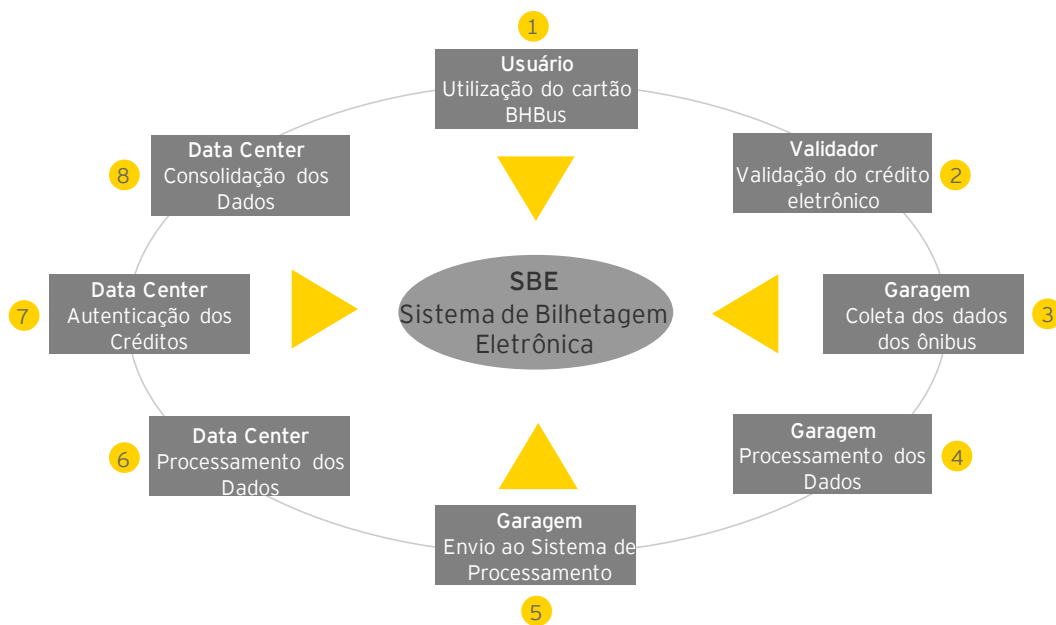 1
Usuário
Utilização do cartão
BHBus
Validador
Validação do crédito
eletrônico
2
Garagem
Coleta dos dados
dos ônibus
3
Garagem
Processamento dos
Dados
4
Garagem
Envio ao Sistema de
Processamento
5
Data Center
Processamento dos
Dados
6
Data Center
Autenticação dos
Créditos
7
Data Center
Consolidação dos
Dados
8
SBE
Sistema de Bilhetagem
Eletrônica